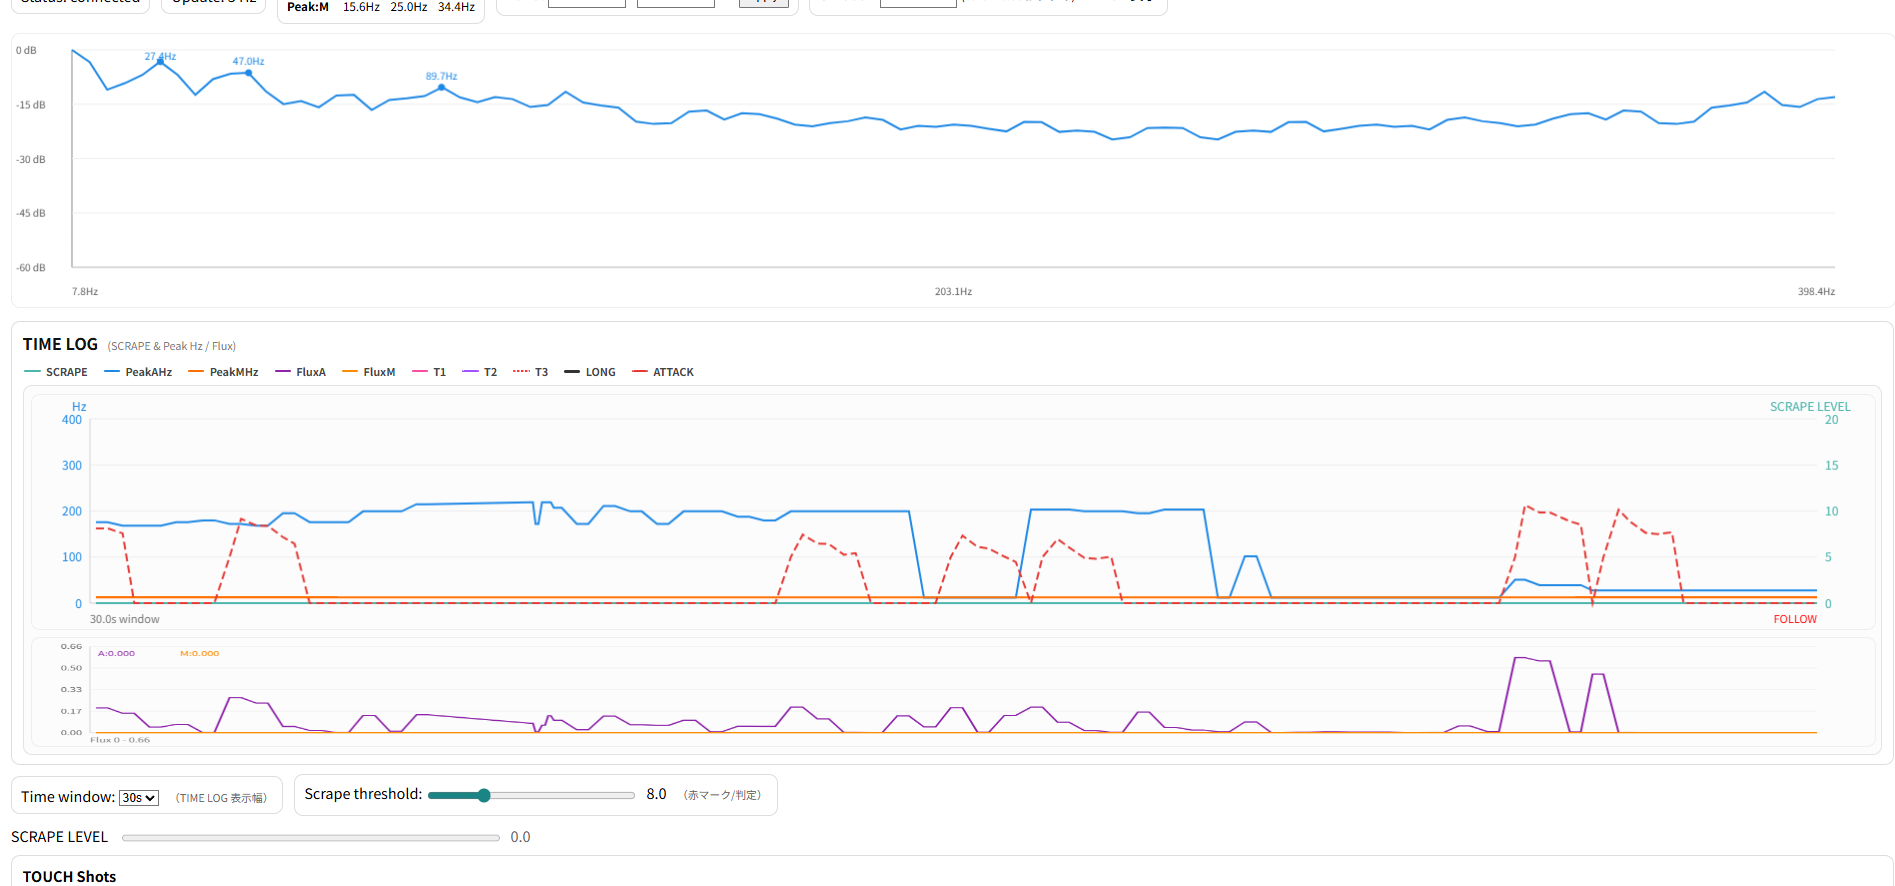 Peak:M 15.6Hz 25.0Hz 34.4Hz
0 dB
27.4Hz 47.0Hz
89.7Hz
-15 dB
-30 dB
-45 dB
-60 dB
7.8Hz 203.1Hz 398.4Hz
TIME LOG (SCRAPE & Peak Hz / Flux)
SCRAPE PeakAHz PeakMHz FluxA FluxM T1 T2 T3 LONG ATTACK
Hz SCRAPE LEVEL
400 20
300 15
200 10
100 5
0 0
30.0s window FOLLOW
0.66 A:0.000 M:0.000
0.50
0.33
0.17
0.00
Flux 0 - 0.66
Time window: 30s （TIME LOG 表示幅） Scrape threshold: 8.0 （赤マーク/判定）
SCRAPE LEVEL 0.0
TOUCH Shots